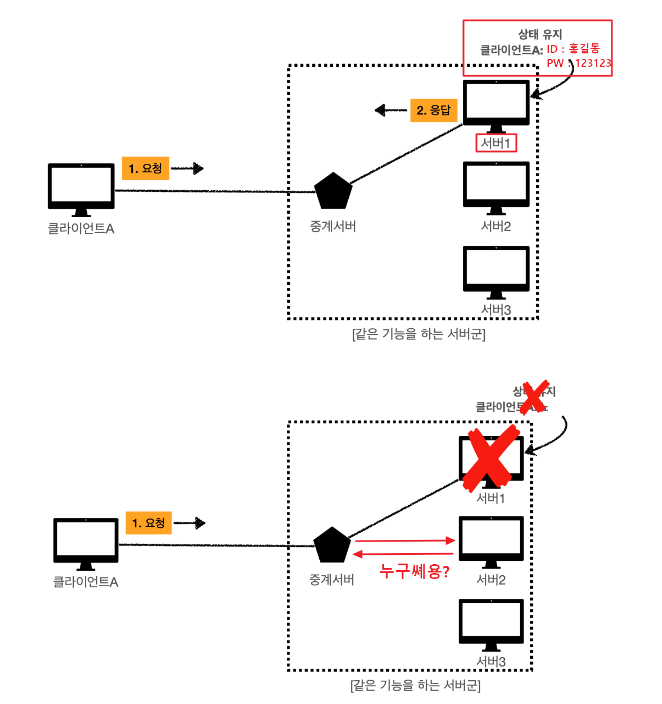 상태 유지
클라이언트A: ID : 홍길동
PW : 123123
2. 응답
서버1
1. 요청
클라이언트A
중계서버
서버2
서버3
[같은 기능을 하는 서버군]
상태 유지
클라이언트
서버1
1. 요청
클라이언트A
중계서버
누구쎄용?
서버2
서버3
[같은 기능을 하는 서버군]